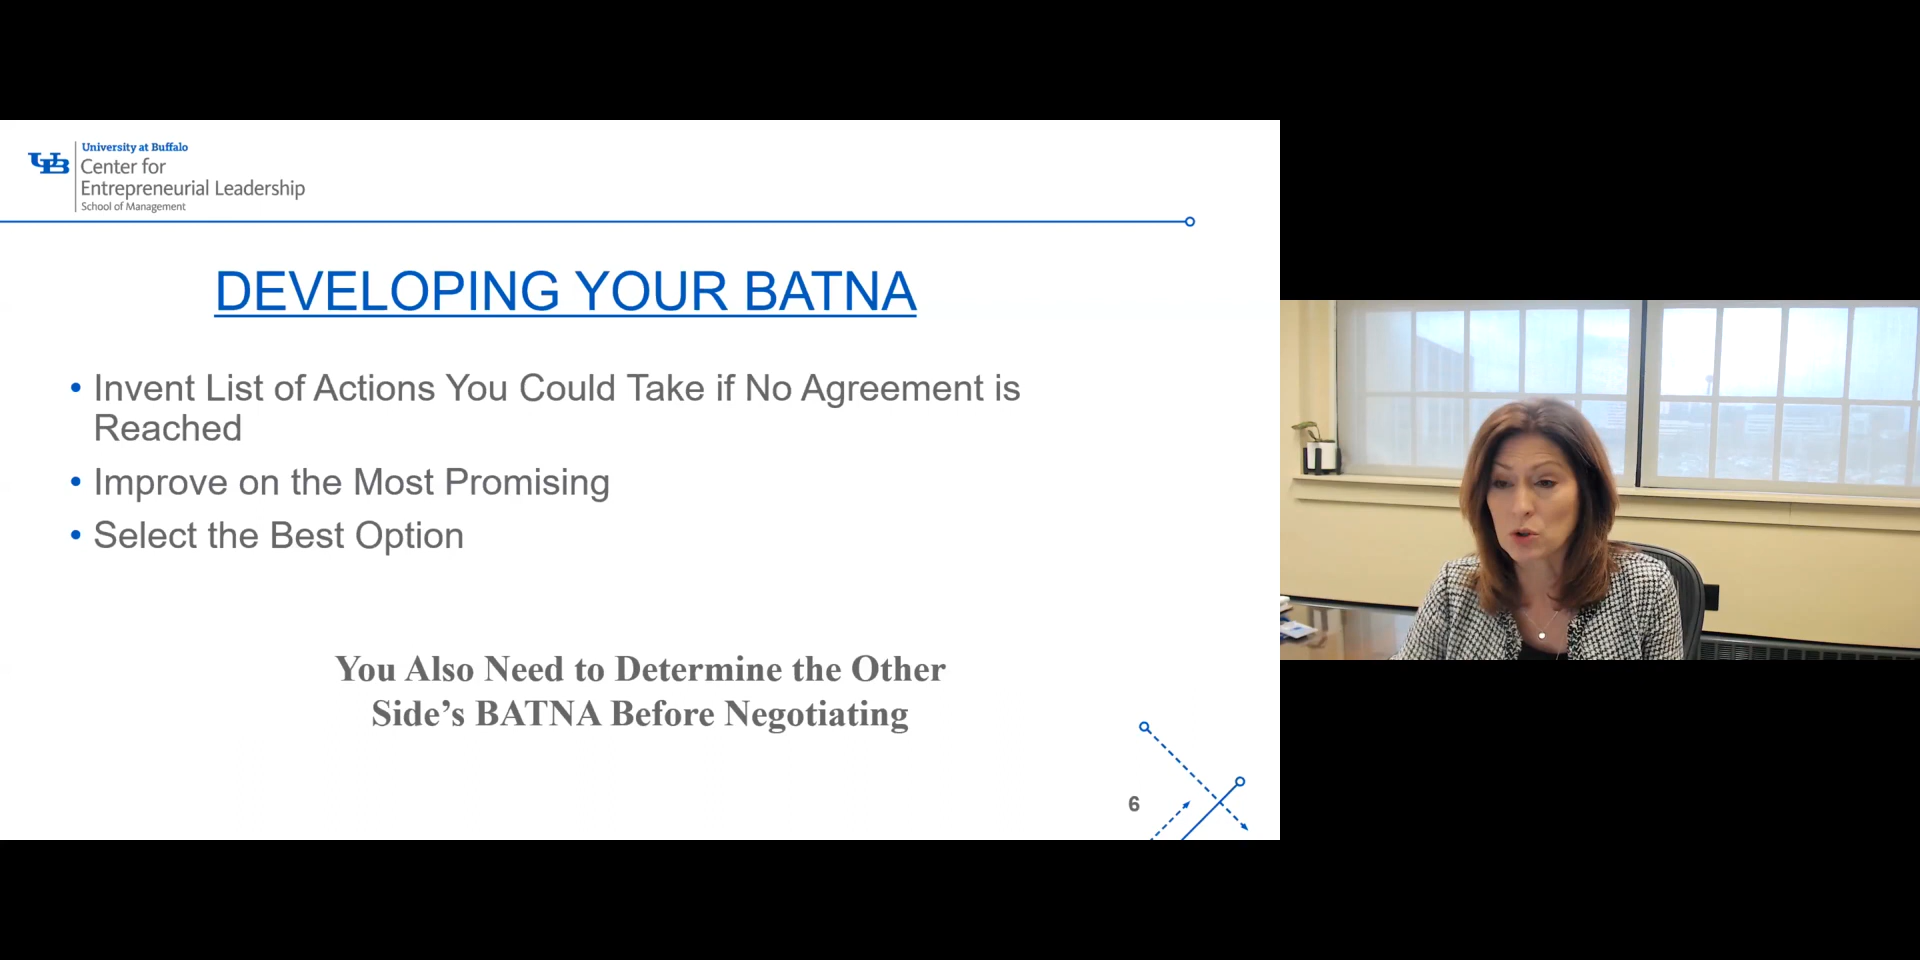 UB
University at Buffalo
Center for
Entrepreneurial Leadership
School of Management
DEVELOPING YOUR BATNA
• Invent List of Actions You Could Take if No Agreement is
Reached
• Improve on the Most Promising
• Select the Best Option
You Also Need to Determine the Other
Side’s BATNA Before Negotiating
6